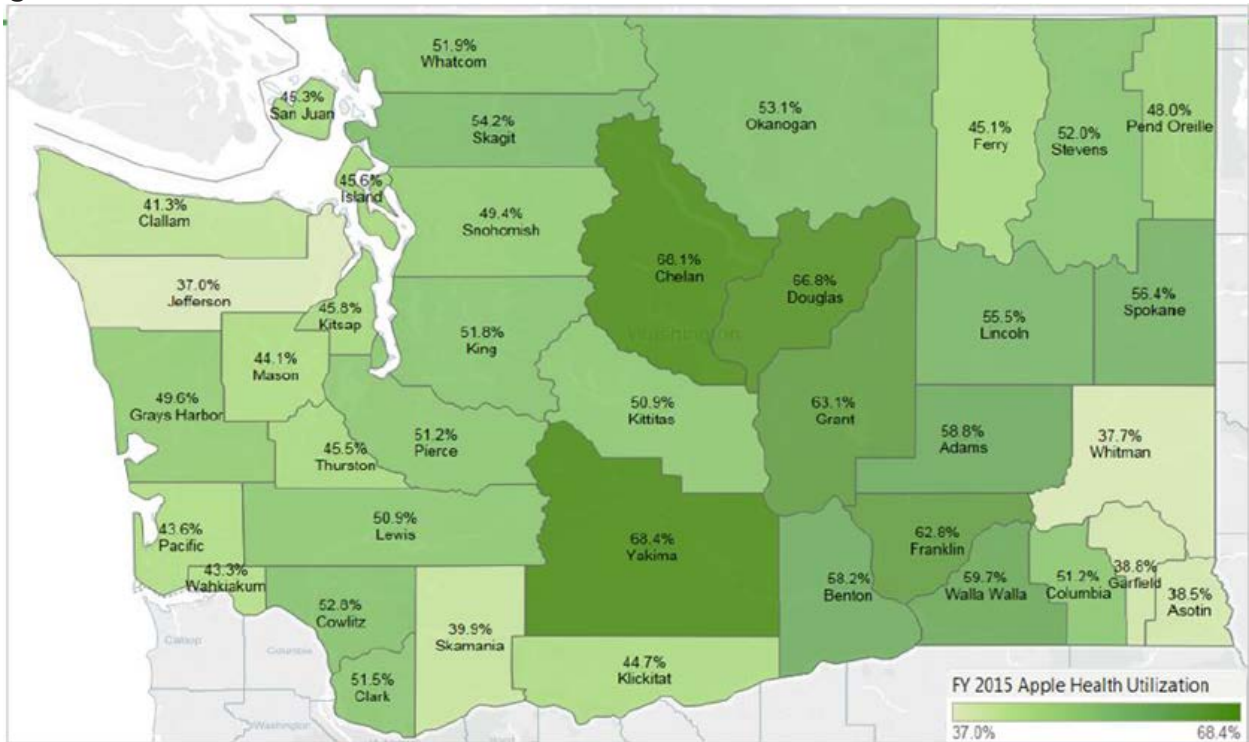 51.9%
Whatcom
45.3%
San Juan
54.2%
Skagit
53.1%
Okanogan
45.1%
Ferry
52.0%
Stevens
48.0%
Pend Oreille
41.3%
Clallam
45.6%
Island
49.4%
Snohomish
68.1%
Chelan
66.8%
Douglas
37.0%
Jefferson
45.8%
Kitsap
51.8%
King
Washington
55.5%
Lincoln
56.4%
Spokane
44.1%
Mason
49.6%
Grays Harbor
45.5%
Thurston
51.2%
Pierce
50.9%
Kittitas
63.1%
Grant
58.8%
Adams
37.7%
Whitman
43.6%
Pacific
50.9%
Lewis
68.4%
Yakima
62.8%
Franklin
43.3%
Wahkiakum
52.8%
Cowlitz
39.9%
Skamania
58.2%
Benton
59.7%
Walla Walla
51.2%
Columbia
38.8%
Garfield
38.5%
Asotin
Columbia
51.5%
Clark
44.7%
Klickitat
Washington
FY 2015 Apple Health Utilization
37.0%
68.4%